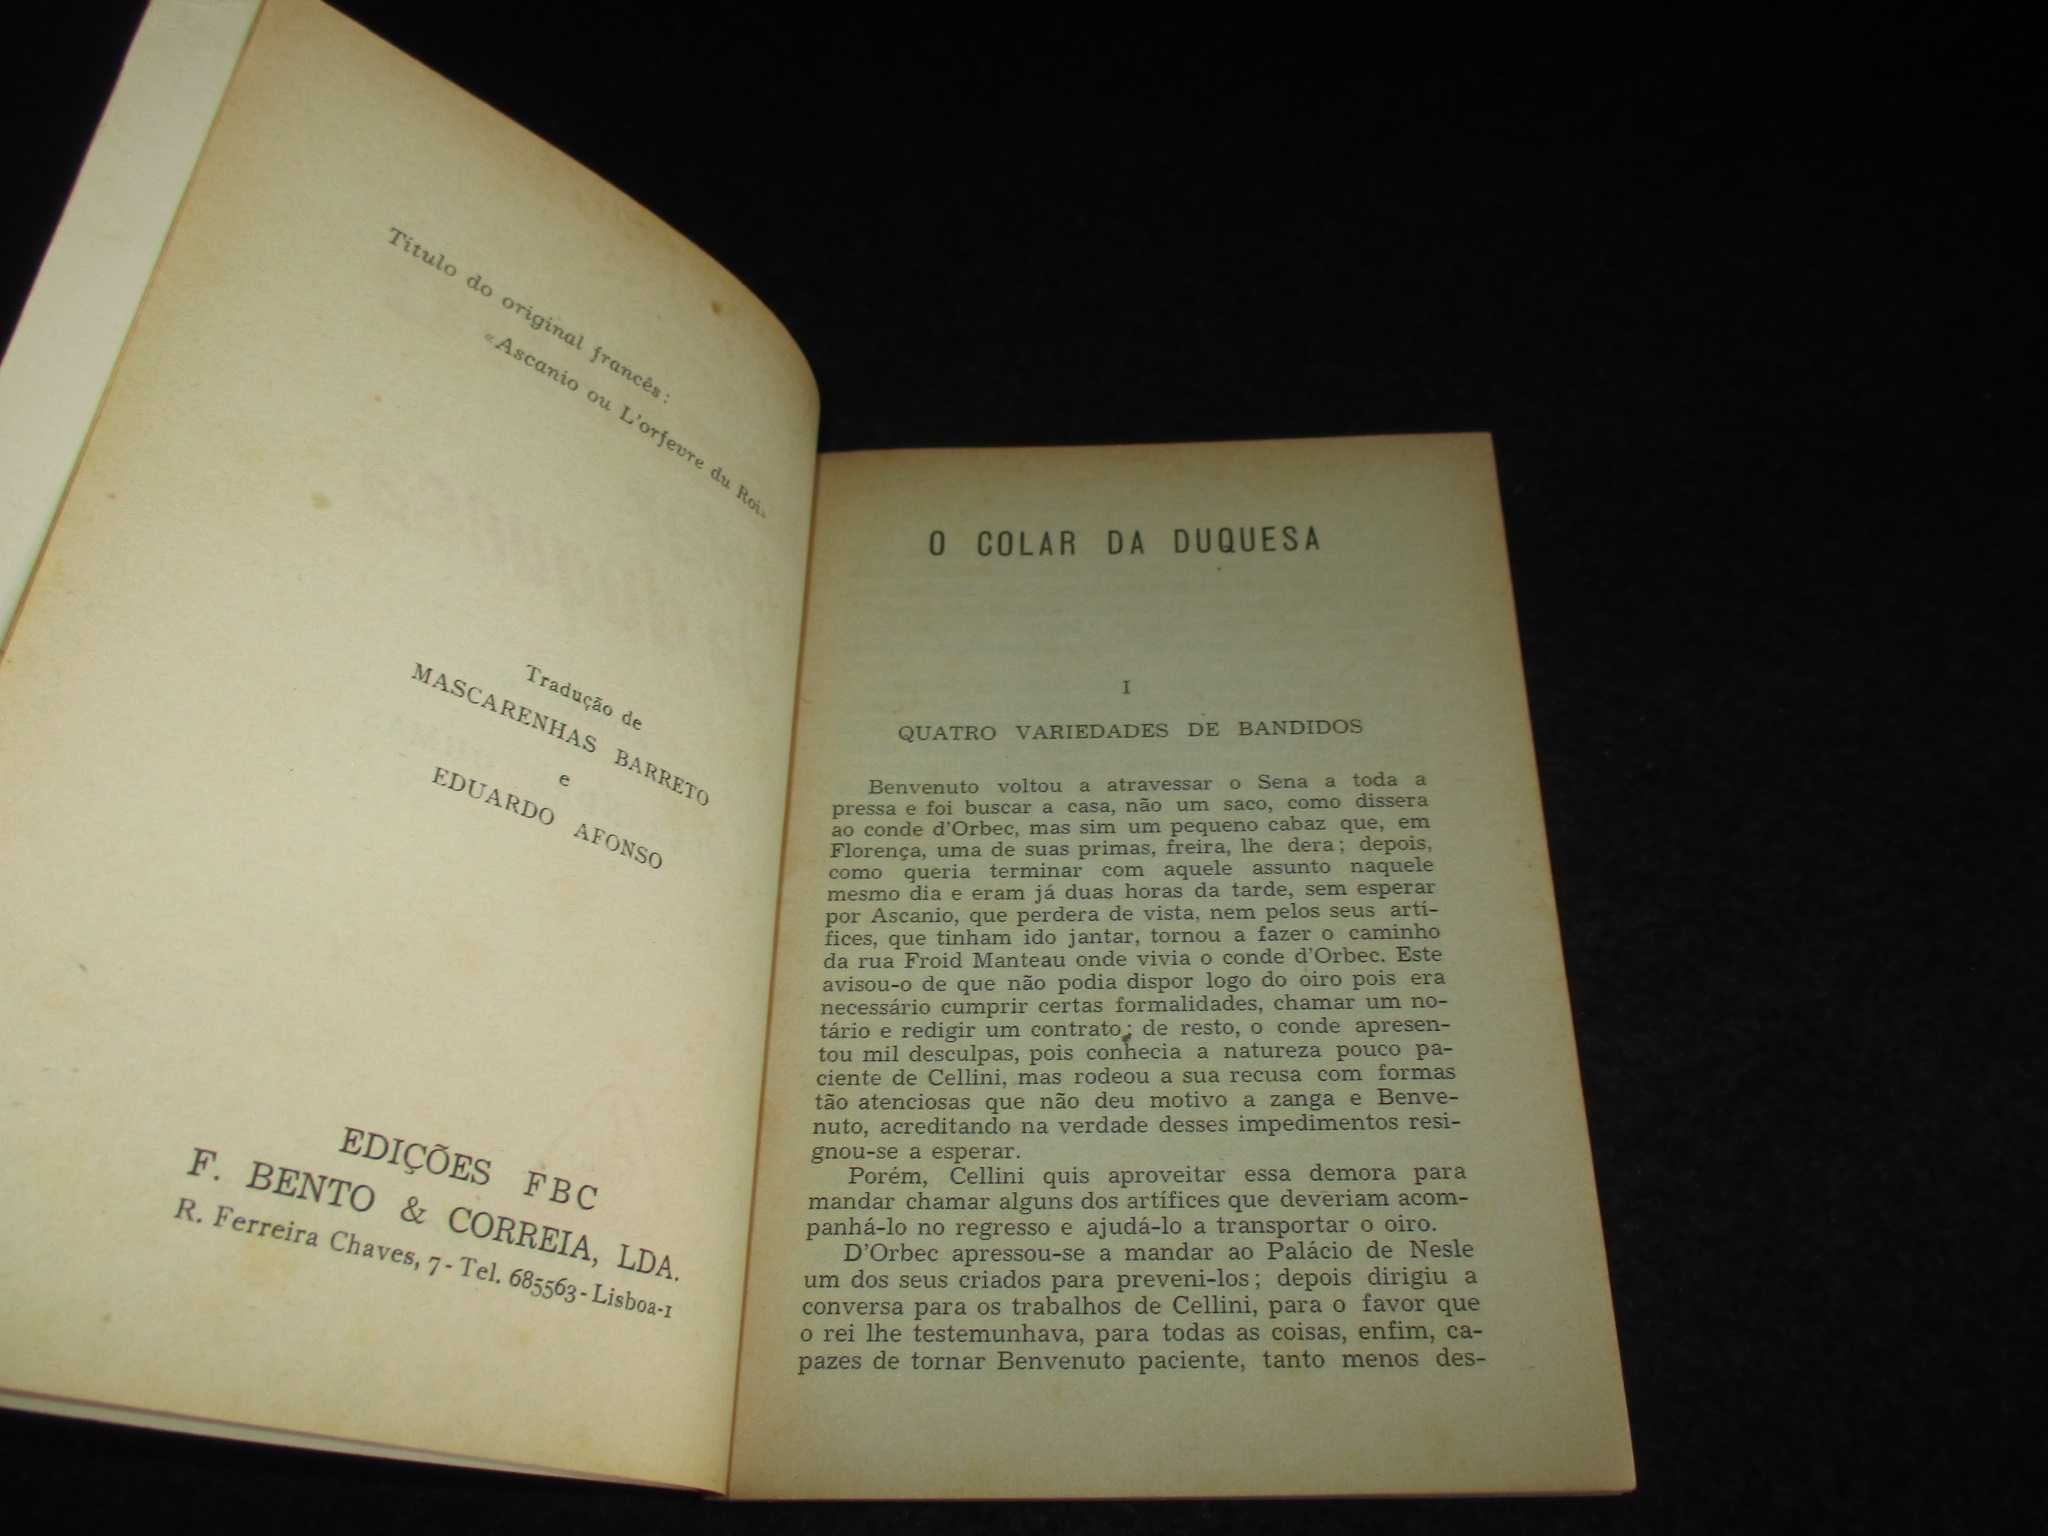 Título do original francês:
«Ascanio ou L'orfevre du Roi»
Tradução de
MASCARENHAS BARRETO
e
EDUARDO AFONSO
EDIÇÕES FBC
F. BENTO & CORREIA, LDA.
R. Ferreira Chaves, 7 - Tel. 685563 - Lisboa-1
O COLAR DA DUQUESA
I
QUATRO VARIEDADES DE BANDIDOS
Benvenuto voltou a atravessar o Sena a toda a
pressa e foi buscar a casa, não um saco, como dissera
ao conde d'Orbec, mas sim um pequeno cabaz que, em
Florença, uma de suas primas, freira, lhe dera; depois,
como queria terminar com aquele assunto naquele
mesmo dia e eram já duas horas da tarde, sem esperar
por Ascanio, que perdera de vista, nem pelos seus artí-
fices, que tinham ido jantar, tornou a fazer o caminho
da rua Froid Manteau onde vivia o conde d'Orbec. Este
avisou-o de que não podia dispor logo do oiro pois era
necessário cumprir certas formalidades, chamar um no-
tário e redigir um contrato; de resto, o conde apresen-
tou mil desculpas, pois conhecia a natureza pouco pa-
ciente de Cellini, mas rodeou a sua recusa com formas
tão atenciosas que não deu motivo a zanga e Benve-
nuto, acreditando na verdade desses impedimentos resi-
gnou-se a esperar.
Porém, Cellini quis aproveitar essa demora para
mandar chamar alguns dos artífices que deveriam acom-
panhá-lo no regresso e ajudá-lo a transportar o oiro.
D'Orbec apressou-se a mandar ao Palácio de Nesle
um dos seus criados para preveni-los; depois dirigiu a
conversa para os trabalhos de Cellini, para o favor que
o rei lhe testemunhava, para todas as coisas, enfim, ca-
pazes de tornar Benvenuto paciente, tanto menos des-